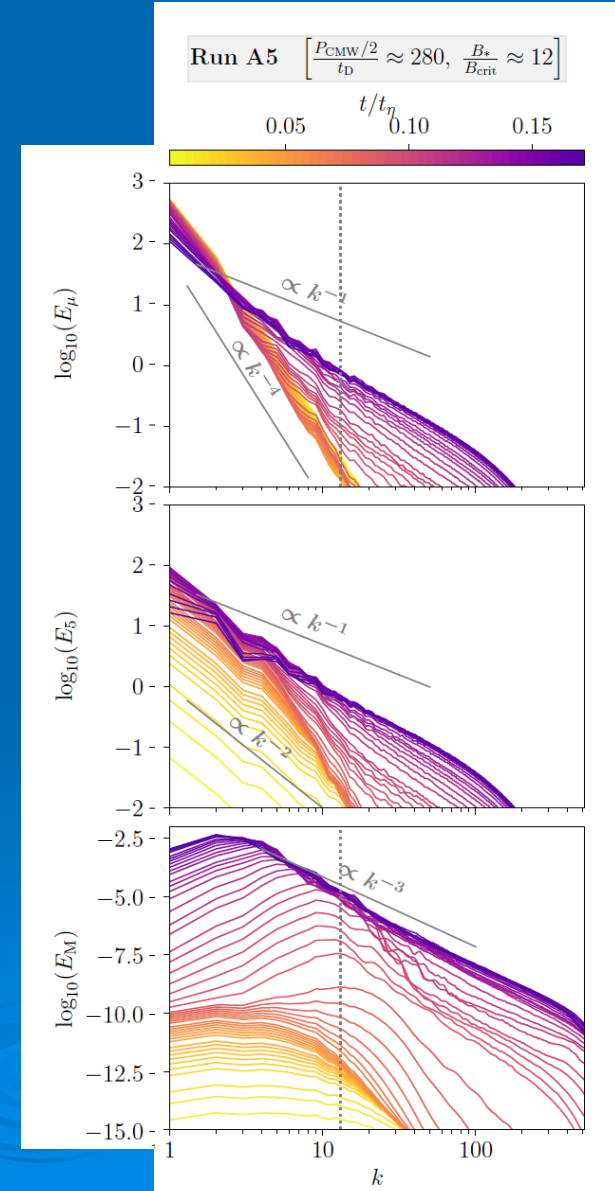 Run A5 [P_CMW/2 / t_D ≈ 280, B_* / B_crit ≈ 12]
t/t_η
0.05 0.10 0.15
log₁₀(E_μ)
3
2
1
0
−1
−2
∝ k⁻¹
∝ k⁻⁴
log₁₀(E₅)
3
2
1
0
−1
−2
∝ k⁻¹
∝ k⁻²
log₁₀(E_M)
−2.5
−5.0
−7.5
−10.0
−12.5
−15.0
∝ k⁻³
1 10 100
k